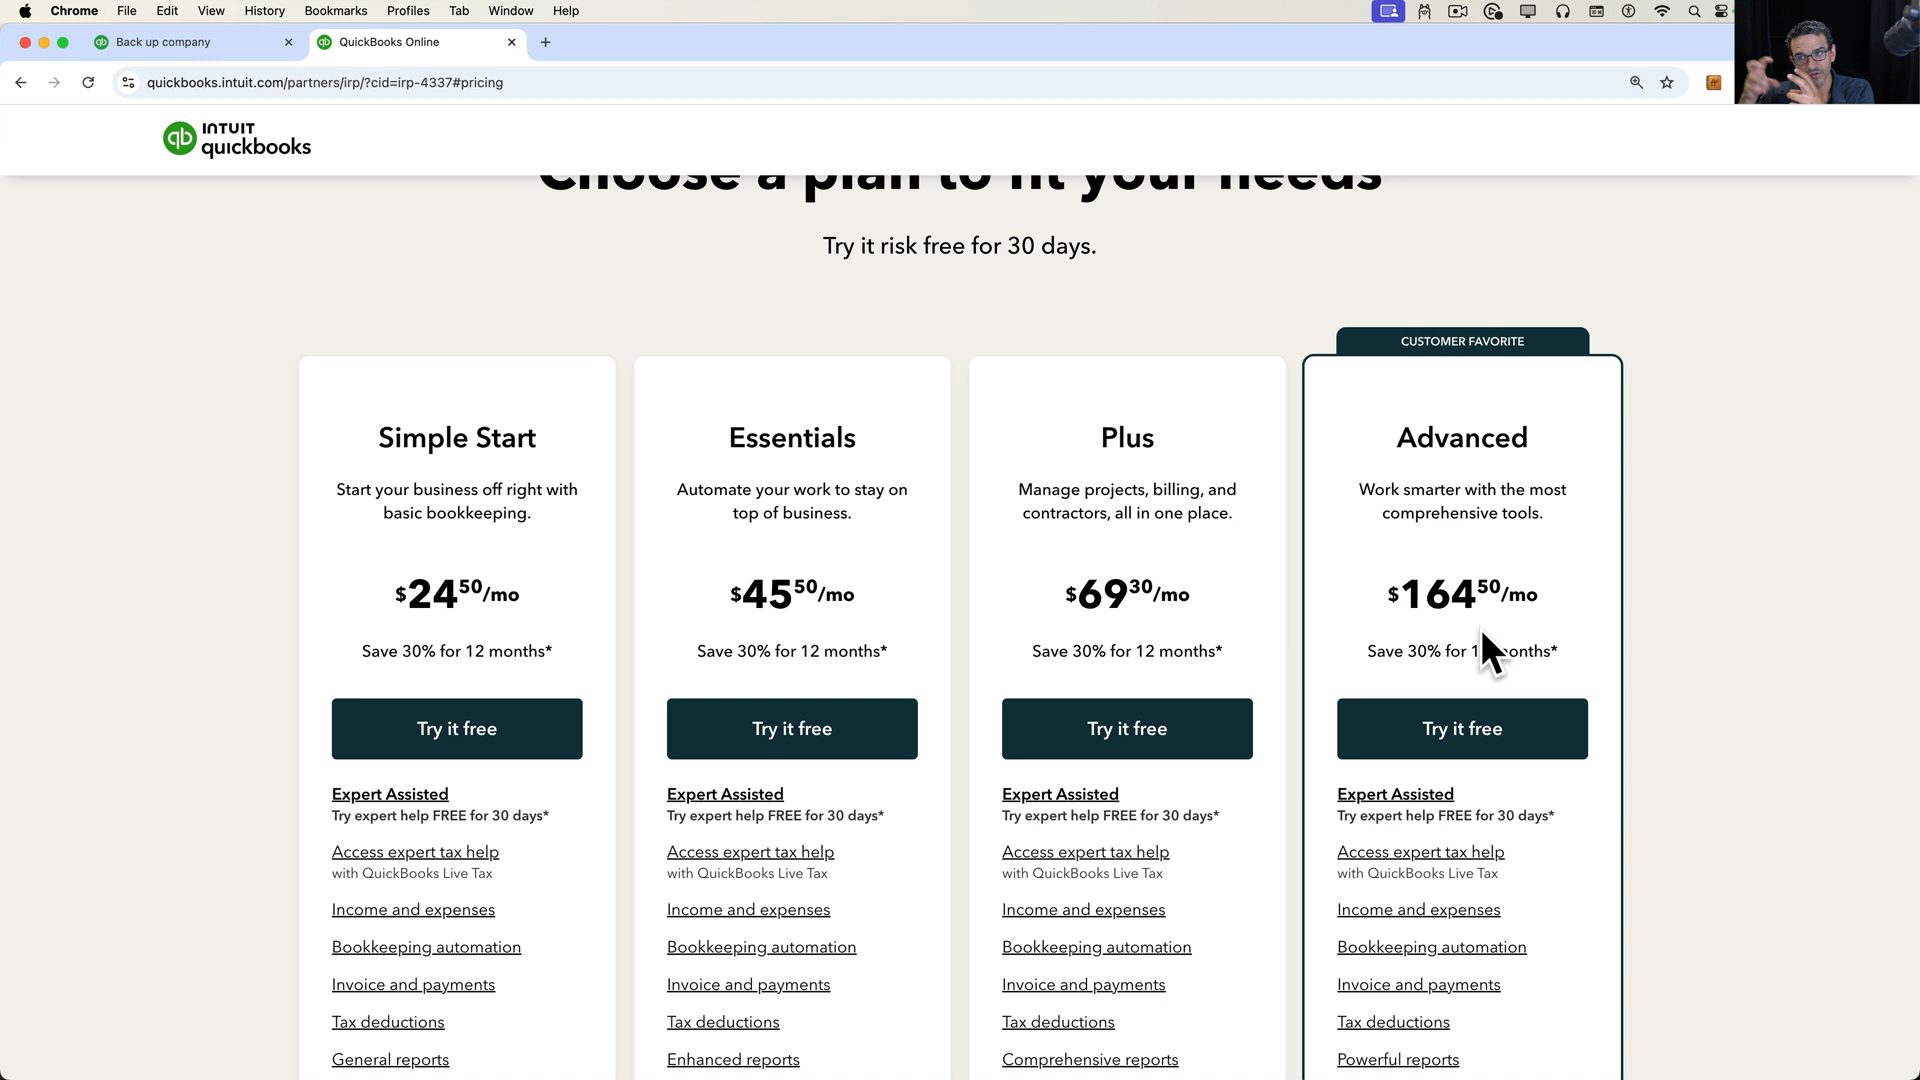 Chrome File Edit View History Bookmarks Profiles Tab Window Help
Back up company
QuickBooks Online
quickbooks.intuit.com/partners/irp/?cid=irp-4337#pricing
qb INTUIT
quickbooks
Choose a plan to fit your needs
Try it risk free for 30 days.
CUSTOMER FAVORITE
Simple Start
Start your business off right with
basic bookkeeping.
$24 50/mo
Save 30% for 12 months*
Try it free
Expert Assisted
Try expert help FREE for 30 days*
Access expert tax help
with QuickBooks Live Tax
Income and expenses
Bookkeeping automation
Invoice and payments
Tax deductions
General reports
Essentials
Automate your work to stay on
top of business.
$45 50/mo
Save 30% for 12 months*
Try it free
Expert Assisted
Try expert help FREE for 30 days*
Access expert tax help
with QuickBooks Live Tax
Income and expenses
Bookkeeping automation
Invoice and payments
Tax deductions
Enhanced reports
Plus
Manage projects, billing, and
contractors, all in one place.
$69 30/mo
Save 30% for 12 months*
Try it free
Expert Assisted
Try expert help FREE for 30 days*
Access expert tax help
with QuickBooks Live Tax
Income and expenses
Bookkeeping automation
Invoice and payments
Tax deductions
Comprehensive reports
Advanced
Work smarter with the most
comprehensive tools.
$164 50/mo
Save 30% for
Try it free
Expert Assisted
Try expert help FREE for 30 days*
Access expert tax help
with QuickBooks Live Tax
Income and expenses
Bookkeeping automation
Invoice and payments
Tax deductions
Powerful reports